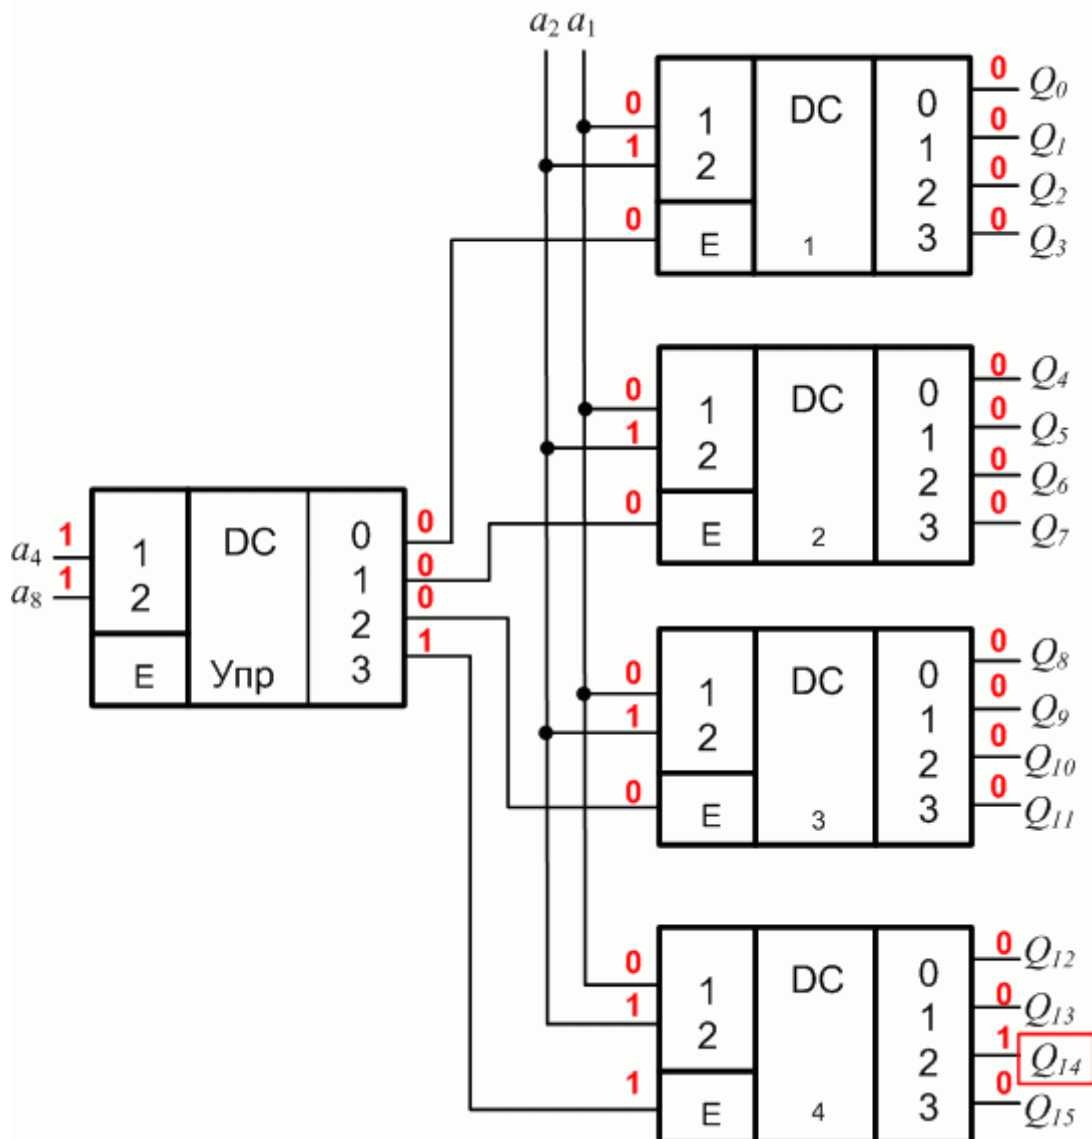 a₂ a₁
0 DC 0 0 Q₀
0 1 1 0 Q₁
1 2 2 0 Q₂
0 E 1 3 0 Q₃
0 DC 0 0 Q₄
0 1 1 0 Q₅
1 2 2 0 Q₆
0 E 2 3 0 Q₇
a₄ 1 1 DC 0 0
a₈ 1 2 1 0
2 0
E Упр 3 1
0 1 DC 0 0 Q₈
1 2 1 0 Q₉
2 0 Q₁₀
0 E 3 3 0 Q₁₁
0 1 DC 0 0 Q₁₂
1 2 1 0 Q₁₃
2 1 Q₁₄
1 E 4 3 0 Q₁₅